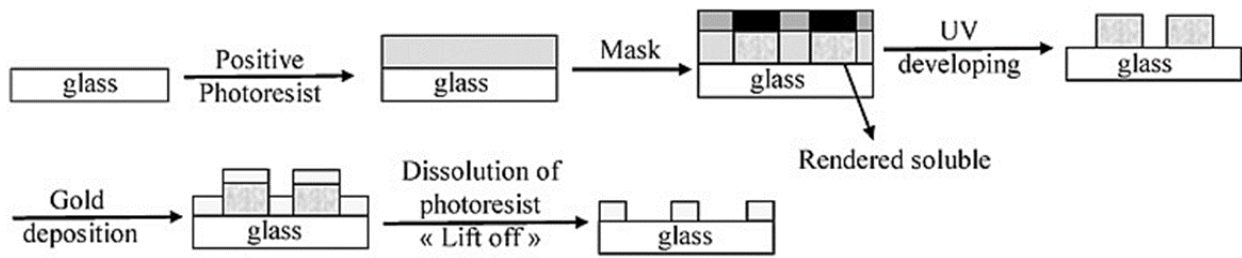 glass
Positive
Photoresist
glass
Mask
glass
Rendered soluble
UV
developing
glass
Gold
deposition
glass
Dissolution of
photoresist
« Lift off »
glass